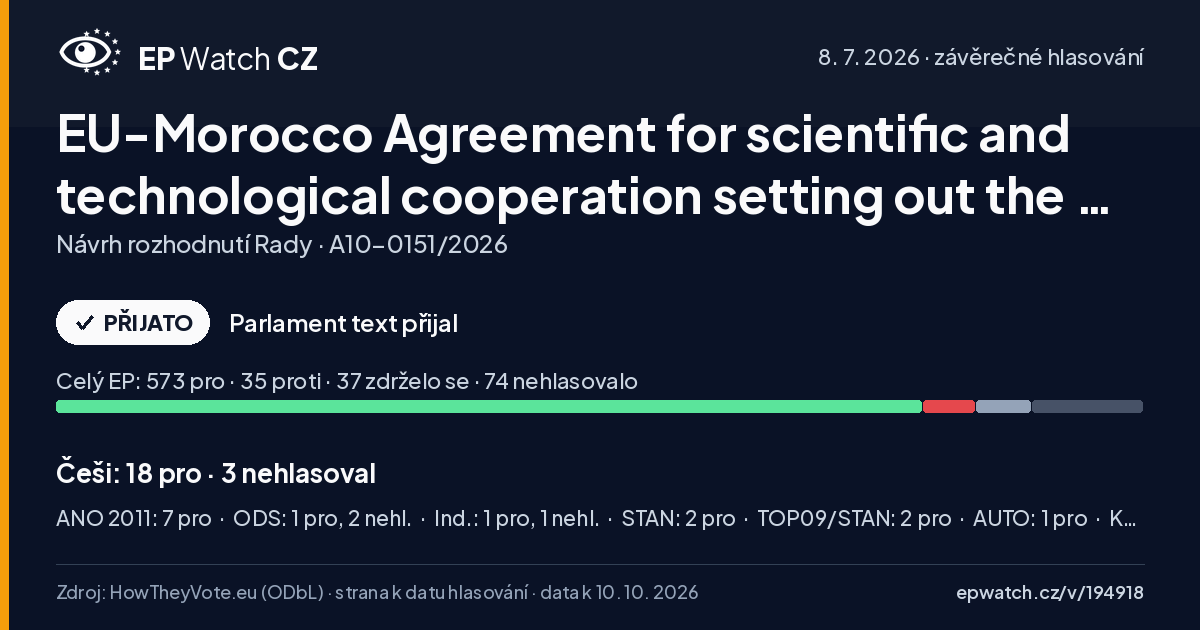 EP Watch CZ
8. 7. 2026 · závěrečné hlasování
EU–Morocco Agreement for scientific and
technological cooperation setting out the …
Návrh rozhodnutí Rady · A10–0151/2026
✓ PŘIJATO Parlament text přijal
Celý EP: 573 pro · 35 proti · 37 zdrželo se · 74 nehlasovalo
Češi: 18 pro · 3 nehlasoval
ANO 2011: 7 pro · ODS: 1 pro, 2 nehl. · Ind.: 1 pro, 1 nehl. · STAN: 2 pro · TOP09/STAN: 2 pro · AUTO: 1 pro · K…
Zdroj: HowTheyVote.eu (ODbL) · strana k datu hlasování · data k 10. 10. 2026
epwatch.cz/v/194918